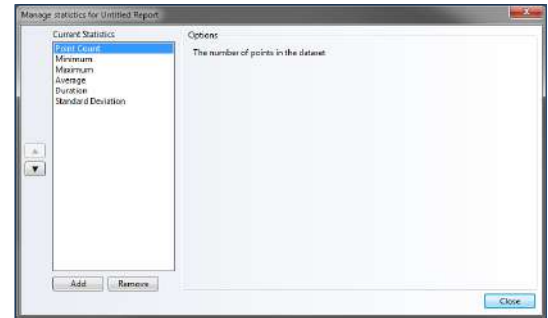 Manage statistics for Untitled Report
Current Statistics
Point Count
Minimum
Maximum
Average
Duration
Standard Deviation
Add
Remove
Options
The number of points in the dataset
Close